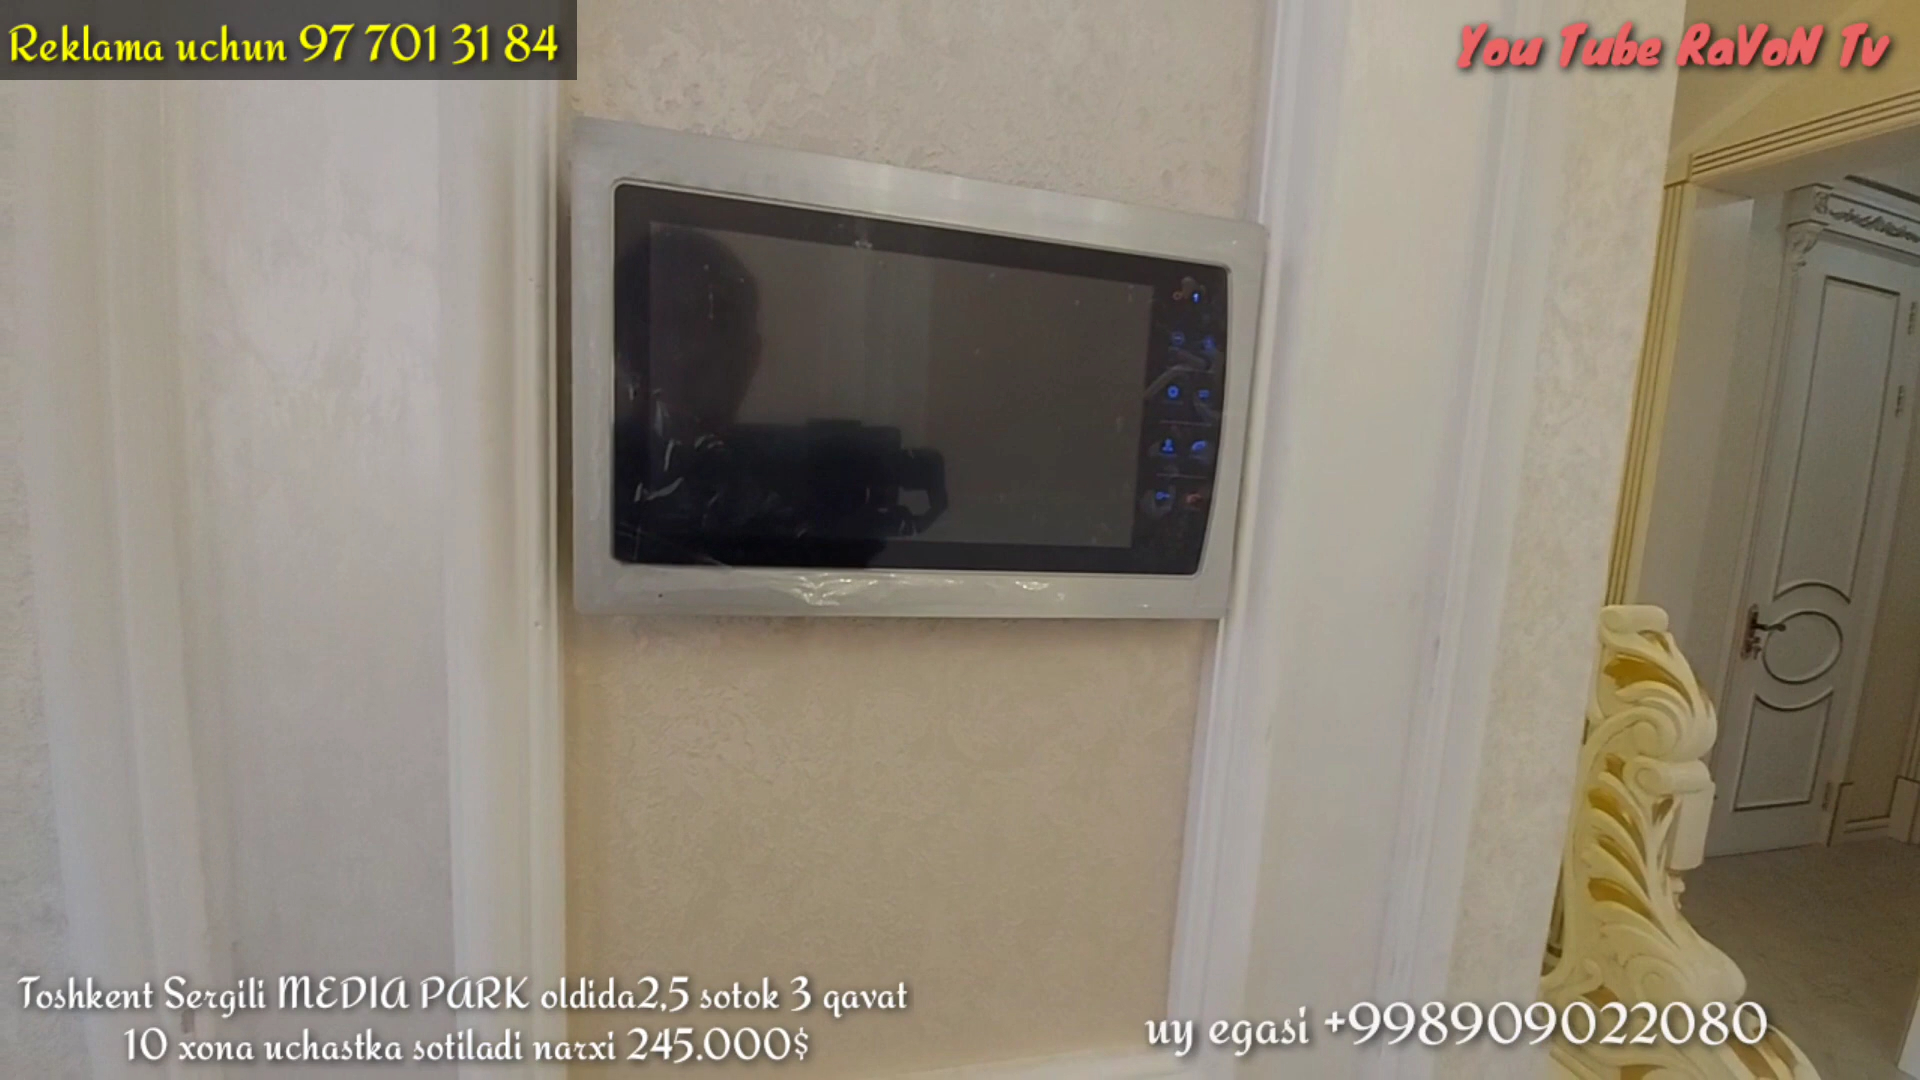 Reklama uchun 97 701 31 84
You Tube RaVoN Tv
Toshkent Sergili MEDIA PARK oldida2,5 sotok 3 qavat
10 xona uchastka sotiladi narxi 245.000$
uy egasi +998909022080